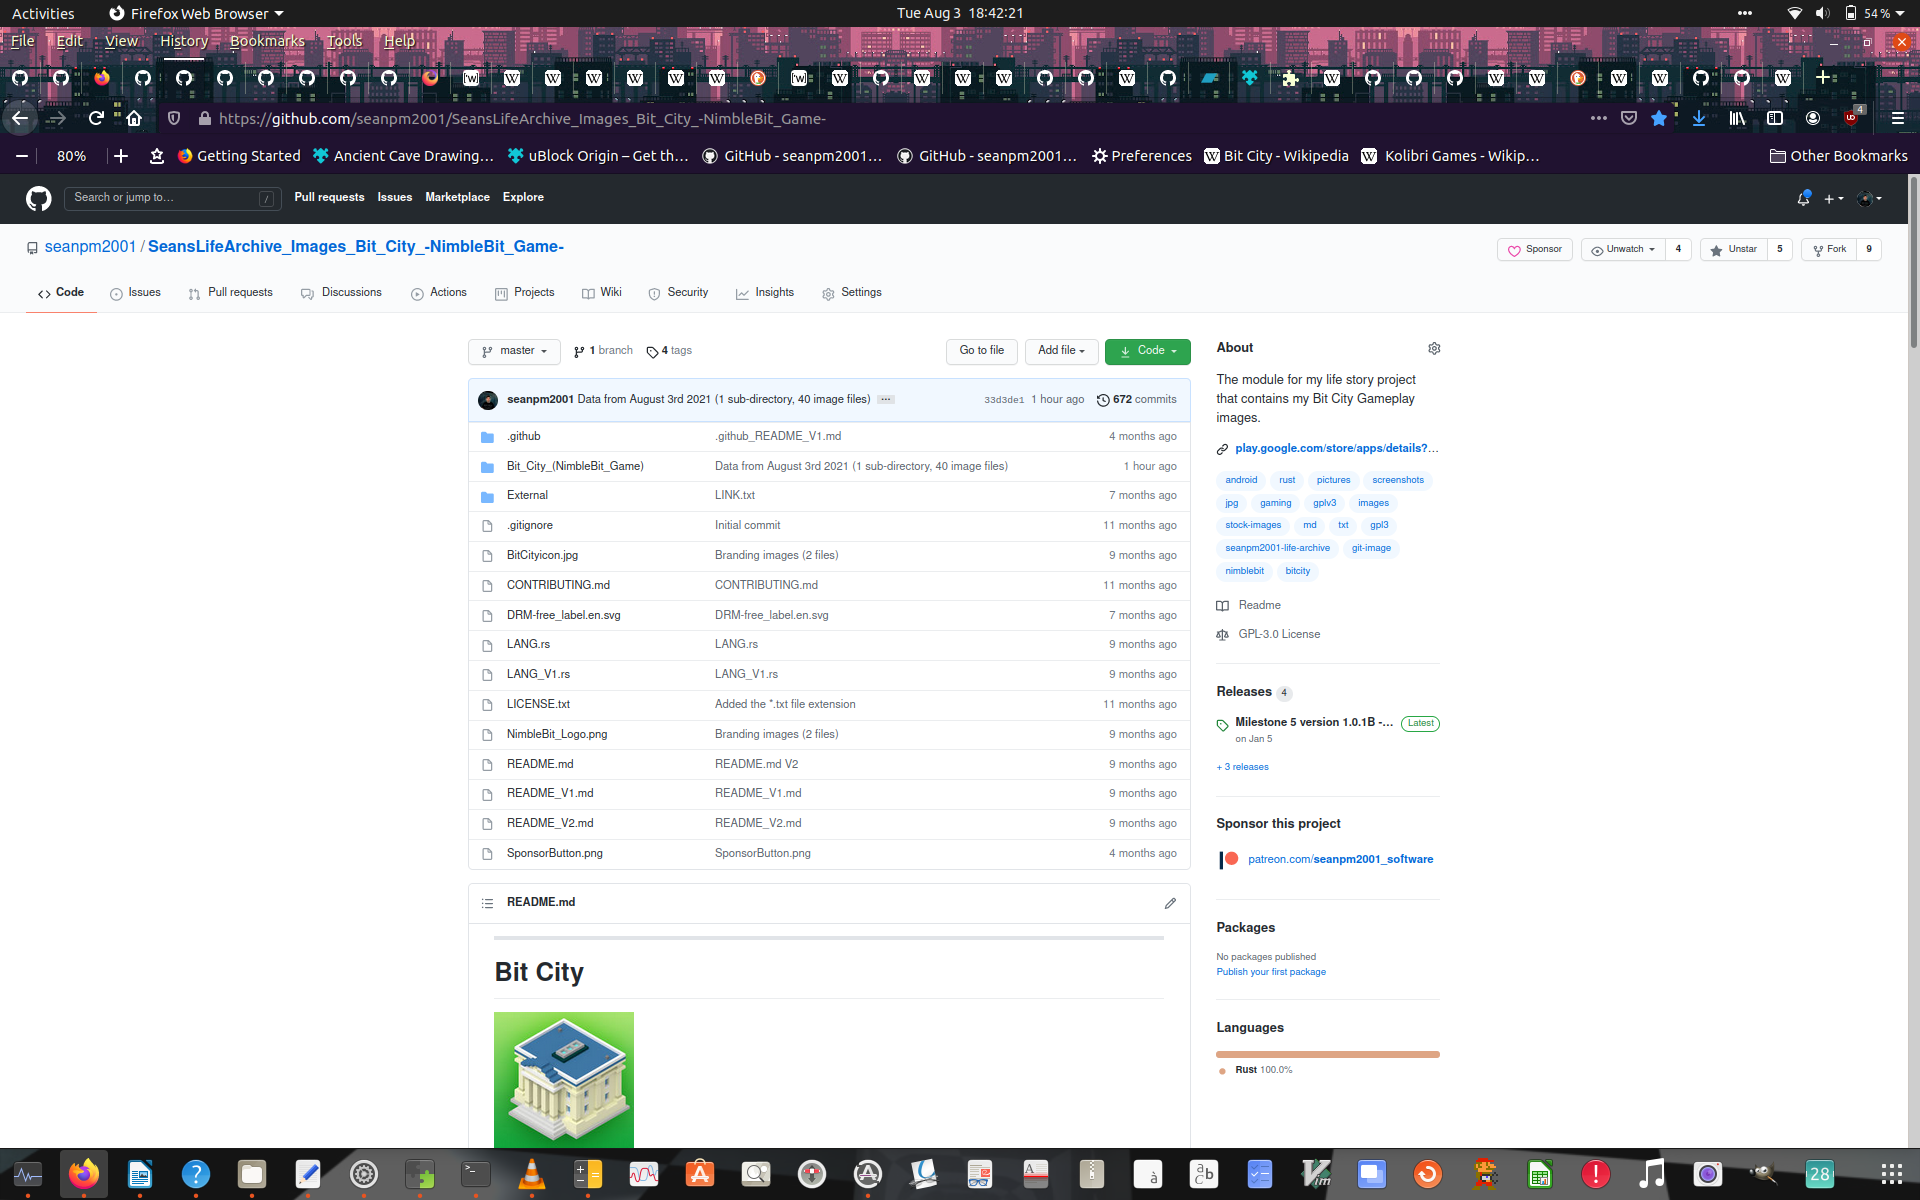 Activities Firefox Web Browser Tue Aug 3 18:42:21 54 %
File Edit View History Bookmarks Tools Help
https://github.com/seanpm2001/SeansLifeArchive_Images_Bit_City_-NimbleBit_Game- 4
80% Getting Started Ancient Cave Drawing… uBlock Origin – Get th… GitHub - seanpm2001… GitHub - seanpm2001… Preferences Bit City - Wikipedia Kolibri Games - Wikip… Other Bookmarks
Search or jump to… / Pull requests Issues Marketplace Explore
seanpm2001 / SeansLifeArchive_Images_Bit_City_-NimbleBit_Game- Sponsor Unwatch 4 Unstar 5 Fork 9
Code Issues Pull requests Discussions Actions Projects Wiki Security Insights Settings
master 1 branch 4 tags Go to file Add file Code
seanpm2001 Data from August 3rd 2021 (1 sub-directory, 40 image files) … 33d3de1 1 hour ago 672 commits
.github .github_README_V1.md 4 months ago
Bit_City_(NimbleBit_Game) Data from August 3rd 2021 (1 sub-directory, 40 image files) 1 hour ago
External LINK.txt 7 months ago
.gitignore Initial commit 11 months ago
BitCityicon.jpg Branding images (2 files) 9 months ago
CONTRIBUTING.md CONTRIBUTING.md 11 months ago
DRM-free_label.en.svg DRM-free_label.en.svg 7 months ago
LANG.rs LANG.rs 9 months ago
LANG_V1.rs LANG_V1.rs 9 months ago
LICENSE.txt Added the *.txt file extension 11 months ago
NimbleBit_Logo.png Branding images (2 files) 9 months ago
README.md README.md V2 9 months ago
README_V1.md README_V1.md 9 months ago
README_V2.md README_V2.md 9 months ago
SponsorButton.png SponsorButton.png 4 months ago
README.md
Bit City
About
The module for my life story project
that contains my Bit City Gameplay
images.
play.google.com/store/apps/details?…
android rust pictures screenshots
jpg gaming gplv3 images
stock-images md txt gpl3
seanpm2001-life-archive git-image
nimblebit bitcity
Readme
GPL-3.0 License
Releases 4
Milestone 5 version 1.0.1B -… Latest
on Jan 5
+ 3 releases
Sponsor this project
patreon.com/seanpm2001_software
Packages
No packages published
Publish your first package
Languages
Rust 100.0%
28